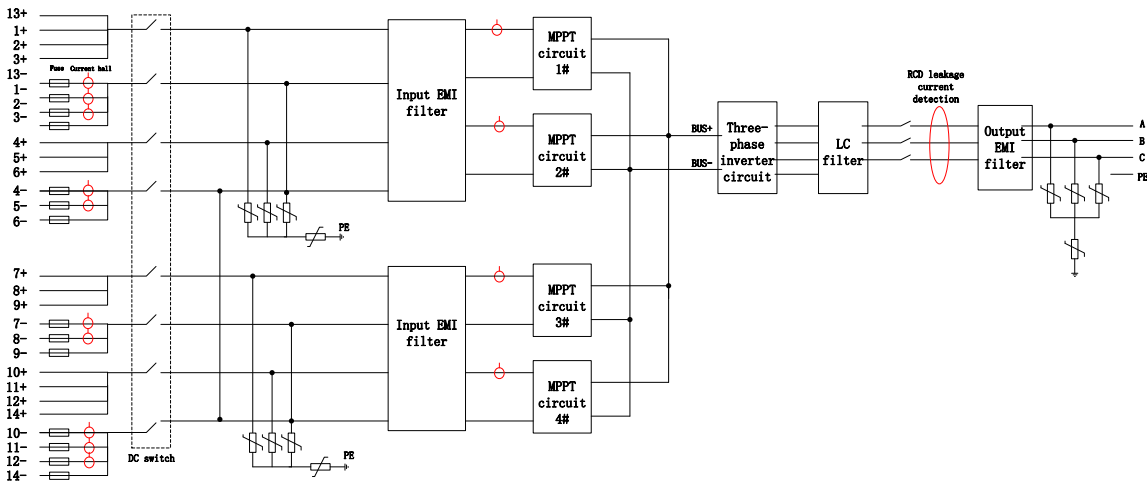 13+
1+
2+
3+
13-
1-
2-
3-
Fuse
Current hall
4+
5+
6+
4-
5-
6-
7+
8+
9+
7-
8-
9-
10+
11+
12+
14+
10-
11-
12-
14-
DC switch
Input EMI
filter
PE
Input EMI
filter
PE
MPPT
circuit
1#
MPPT
circuit
2#
MPPT
circuit
3#
MPPT
circuit
4#
BUS+
BUS-
Three-
phase
inverter
circuit
LC
filter
RCD leakage
current
detection
Output
EMI
filter
A
B
C
PE